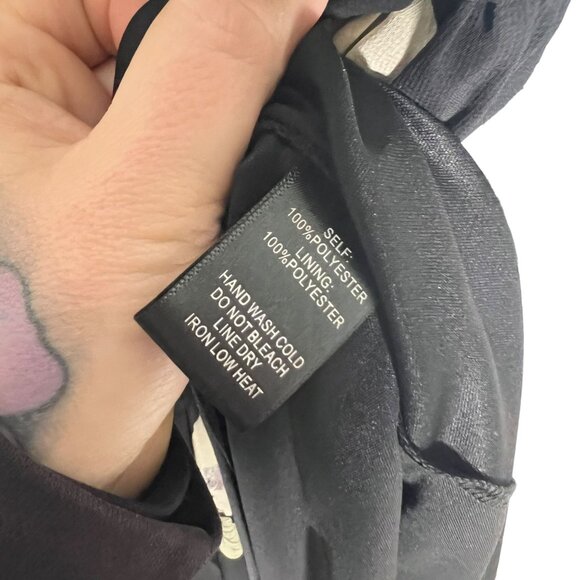 SELF:
100%POLYESTER
LINING:
100%POLYESTER
HAND WASH COLD
DO NOT BLEACH
LINE DRY
IRON LOW HEAT